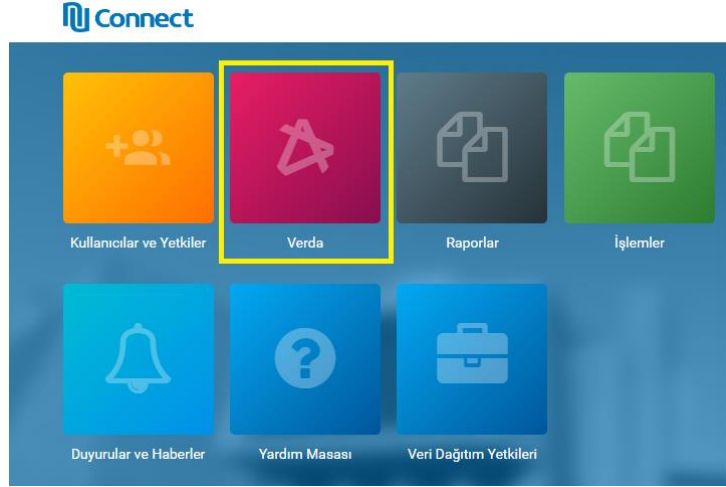 Connect
Kullanıcılar ve Yetkiler
Verda
Raporlar
İşlemler
Duyurular ve Haberler
Yardım Masası
Veri Dağıtım Yetkileri